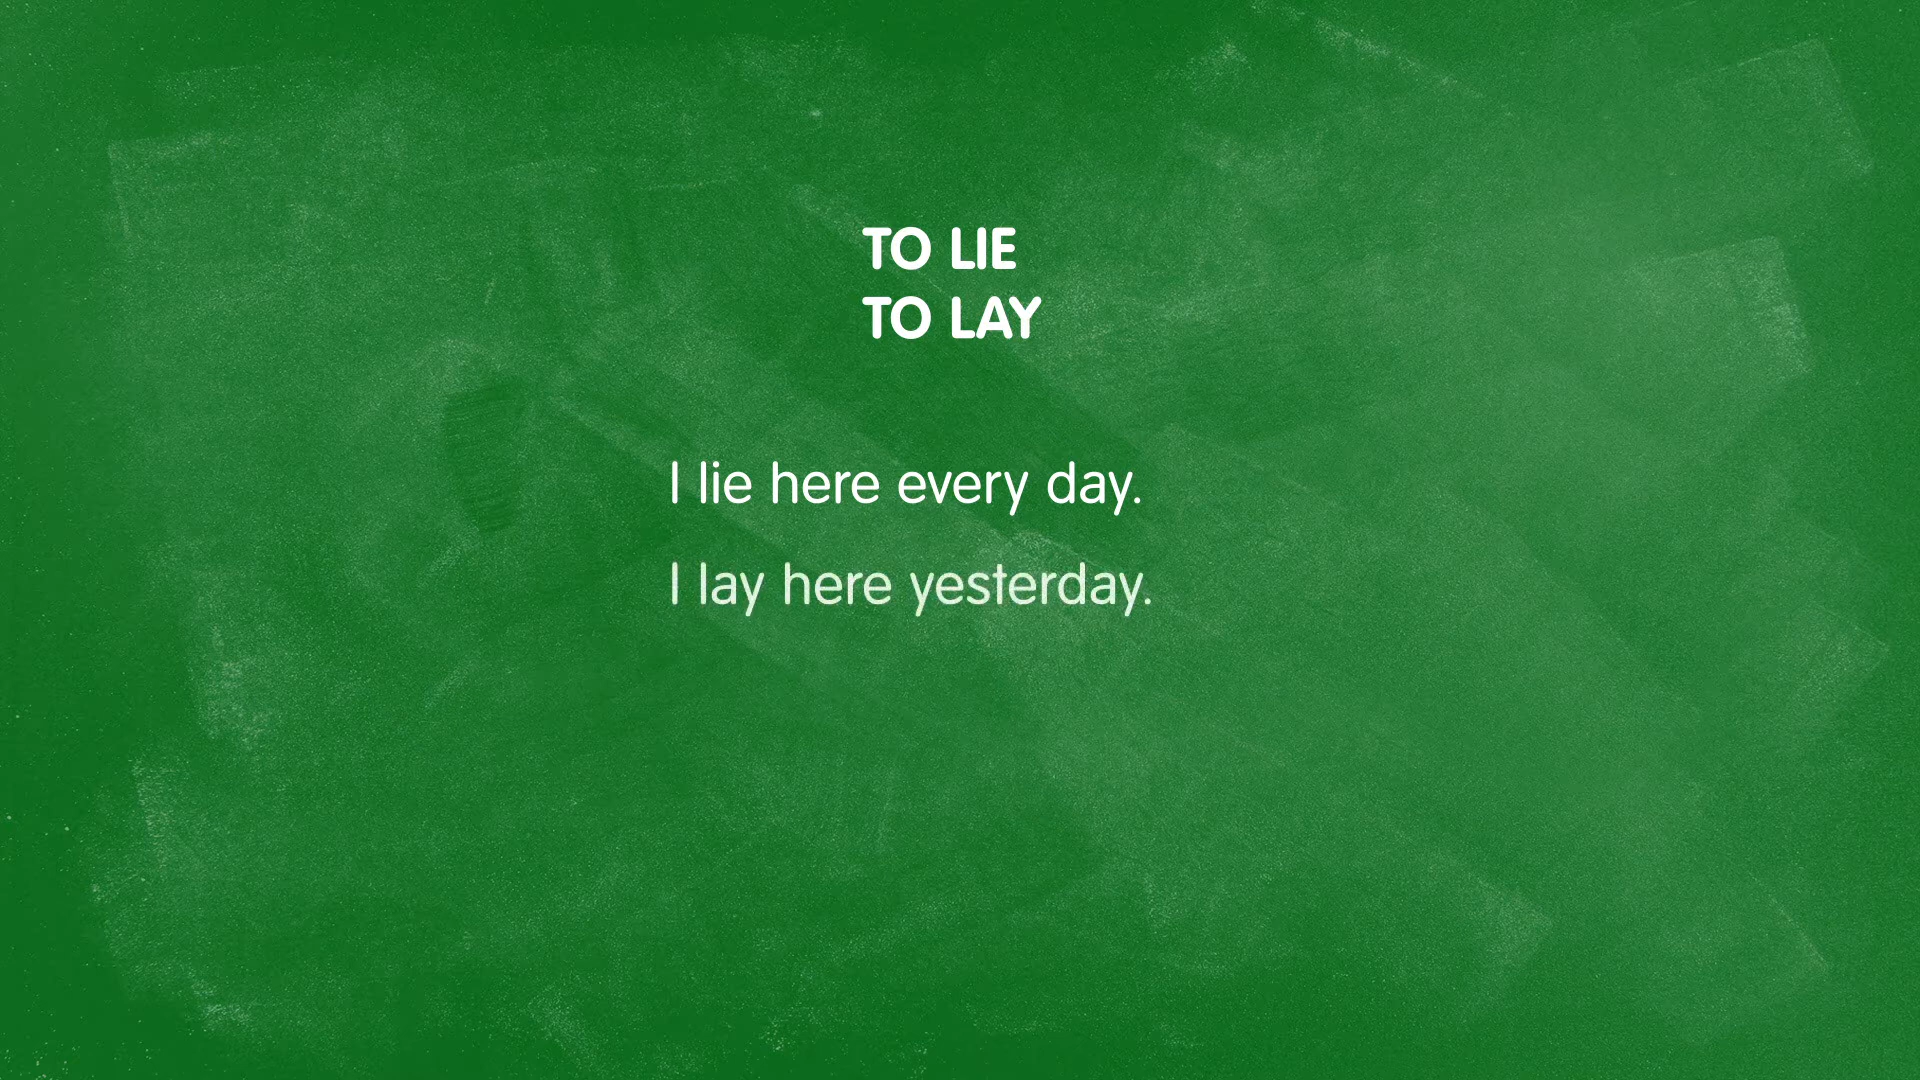 TO LIE
TO LAY
I lie here every day.
I lay here yesterday.